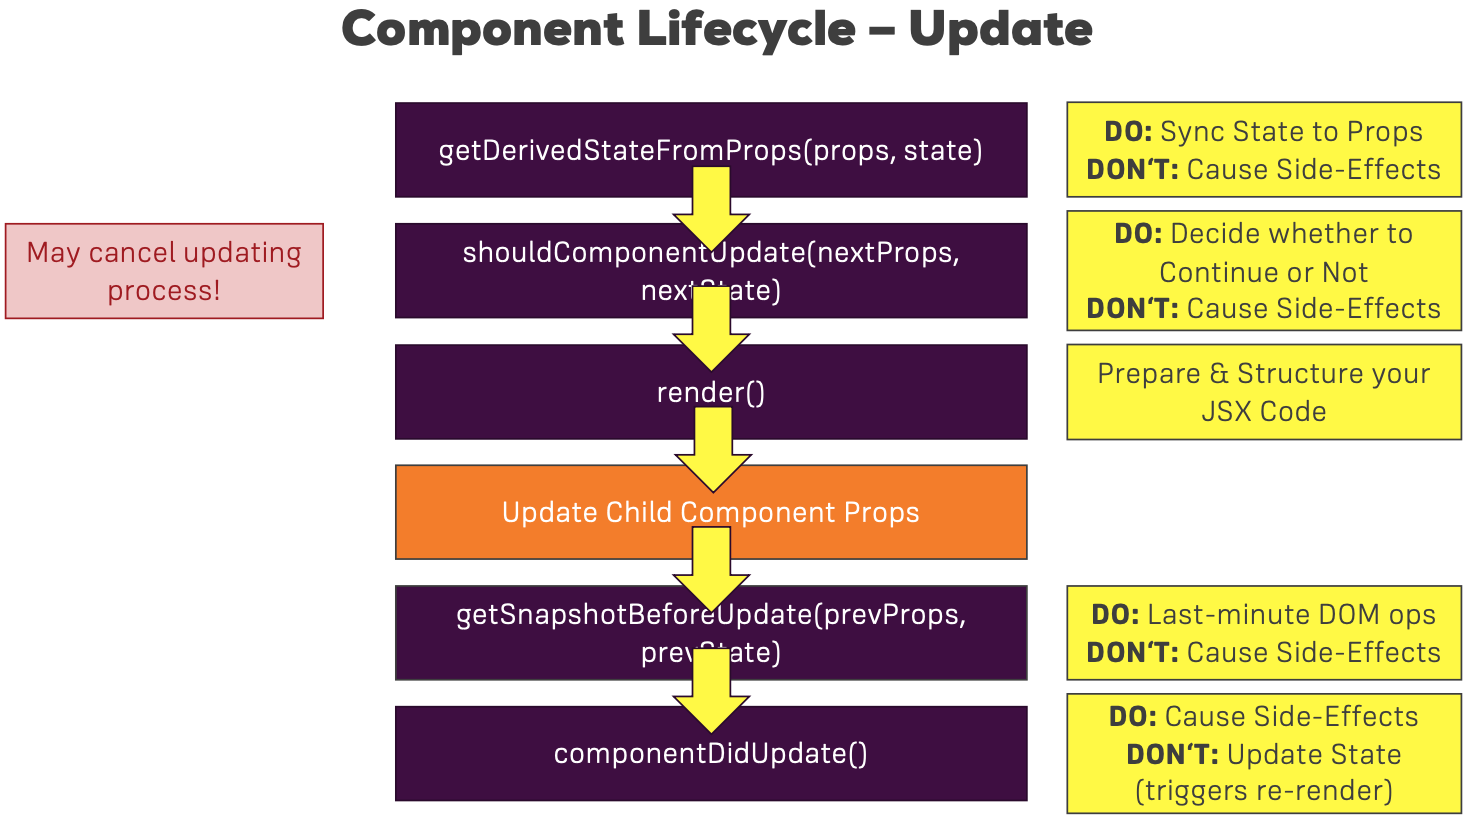 Component Lifecycle – Update
getDerivedStateFromProps(props, state)
DO: Sync State to Props
DON‘T: Cause Side-Effects
May cancel updating
process!
shouldComponentUpdate(nextProps,
nextState)
DO: Decide whether to
Continue or Not
DON‘T: Cause Side-Effects
render()
Prepare & Structure your
JSX Code
Update Child Component Props
getSnapshotBeforeUpdate(prevProps,
prevState)
DO: Last-minute DOM ops
DON‘T: Cause Side-Effects
componentDidUpdate()
DO: Cause Side-Effects
DON‘T: Update State
(triggers re-render)